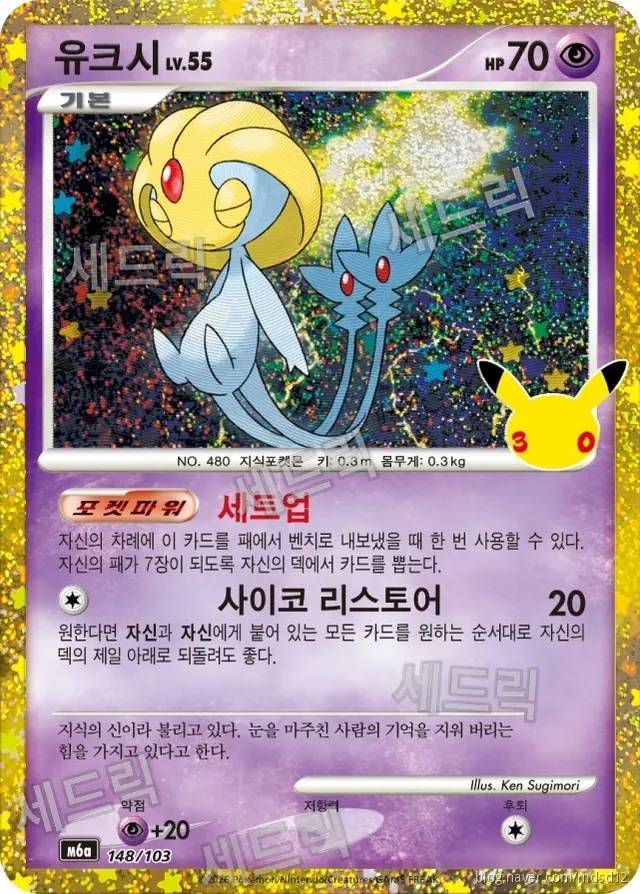 유크시 LV.55 HP 70
기본
세드릭
세드릭
NO. 480 지식포켓몬 키: 0.3m 몸무게: 0.3kg
30
세드릭
포켓파워 세트업
자신의 차례에 이 카드를 패에서 벤치로 내보냈을 때 한 번 사용할 수 있다.
자신의 패가 7장이 되도록 자신의 덱에서 카드를 뽑는다.
사이코 리스토어 20
원한다면 자신과 자신에게 붙어 있는 모든 카드를 원하는 순서대로 자신의
덱의 제일 아래로 되돌려도 좋다.
세드릭
지식의 신이라 불리고 있다. 눈을 마주친 사람의 기억을 지워 버리는
힘을 가지고 있다고 한다.
Illus. Ken Sugimori
세드릭
약점 저항력 후퇴
+20
m6a 148/103
세드릭
©2026 Pokémon/Nintendo/Creatures/GAME FREAK
blog.naver.com/mdsd12